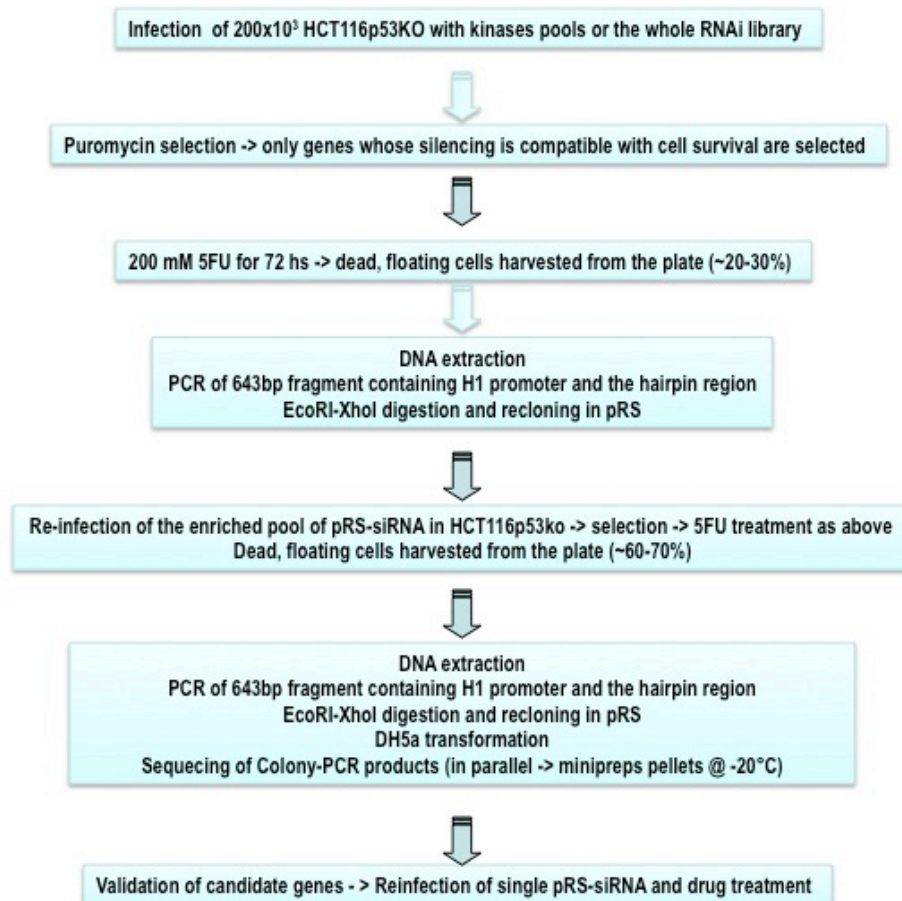 Infection of 200x10³ HCT116p53KO with kinases pools or the whole RNAi library
Puromycin selection -> only genes whose silencing is compatible with cell survival are selected
200 mM 5FU for 72 hs -> dead, floating cells harvested from the plate (~20-30%)
DNA extraction
PCR of 643bp fragment containing H1 promoter and the hairpin region
EcoRI-XhoI digestion and recloning in pRS
Re-infection of the enriched pool of pRS-siRNA in HCT116p53ko -> selection -> 5FU treatment as above
Dead, floating cells harvested from the plate (~60-70%)
DNA extraction
PCR of 643bp fragment containing H1 promoter and the hairpin region
EcoRI-XhoI digestion and recloning in pRS
DH5a transformation
Sequecing of Colony-PCR products (in parallel -> minipreps pellets @ -20°C)
Validation of candidate genes - > Reinfection of single pRS-siRNA and drug treatment